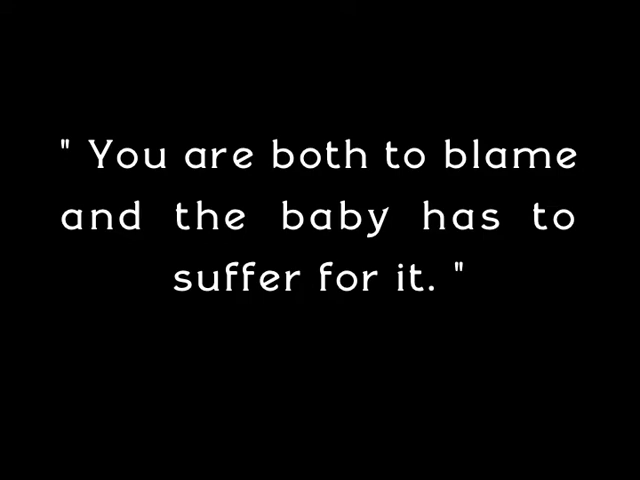 " You are both to blame
and the baby has to
suffer for it. "